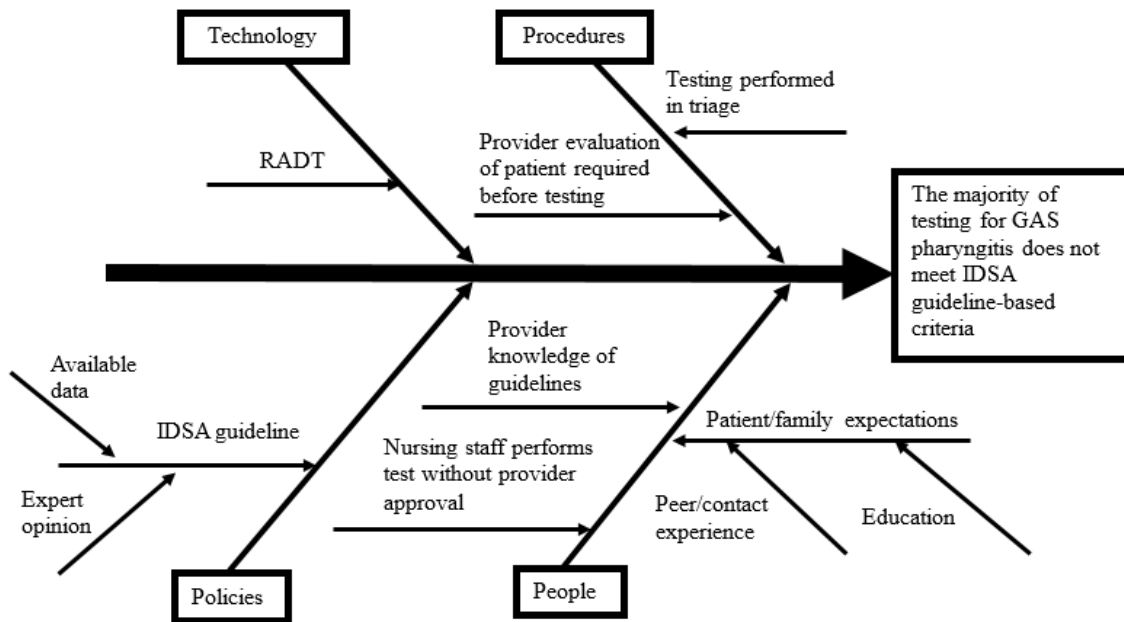 Technology
Procedures
Testing performed
in triage
RADT
Provider evaluation
of patient required
before testing
The majority of
testing for GAS
pharyngitis does not
meet IDSA
guideline-based
criteria
Provider
knowledge of
guidelines
Available
data
IDSA guideline
Patient/family expectations
Nursing staff performs
test without provider
approval
Expert
opinion
Peer/contact
experience
Education
Policies
People